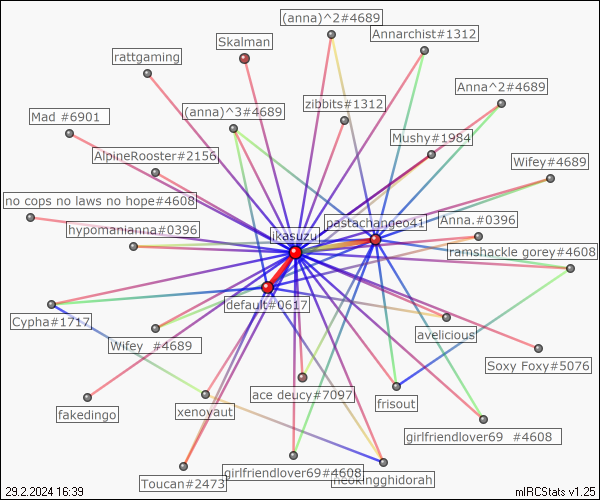 (anna)^2#4689
Annarchist#1312
Skalman
rattgaming
Anna^2#4689
zibbits#1312
(anna)^3#4689
Mad #6901
Mushy#1984
AlpineRooster#2156
Wifey#4689
no cops no laws no hope#4608
pastachangeo41
Anna.#0396
hypomanianna#0396
ikasuzu
ramshackle gorey#4608
default#0617
Cypha#1717
avelicious
Wifey  #4689
Soxy Foxy#5076
ace deucy#7097
frisout
fakedingo
xenoyaut
girlfriendlover69  #4608
girlfriendlover69#4608
neokingghidorah
Toucan#2473
29.2.2024 16:39
mIRCStats v1.25